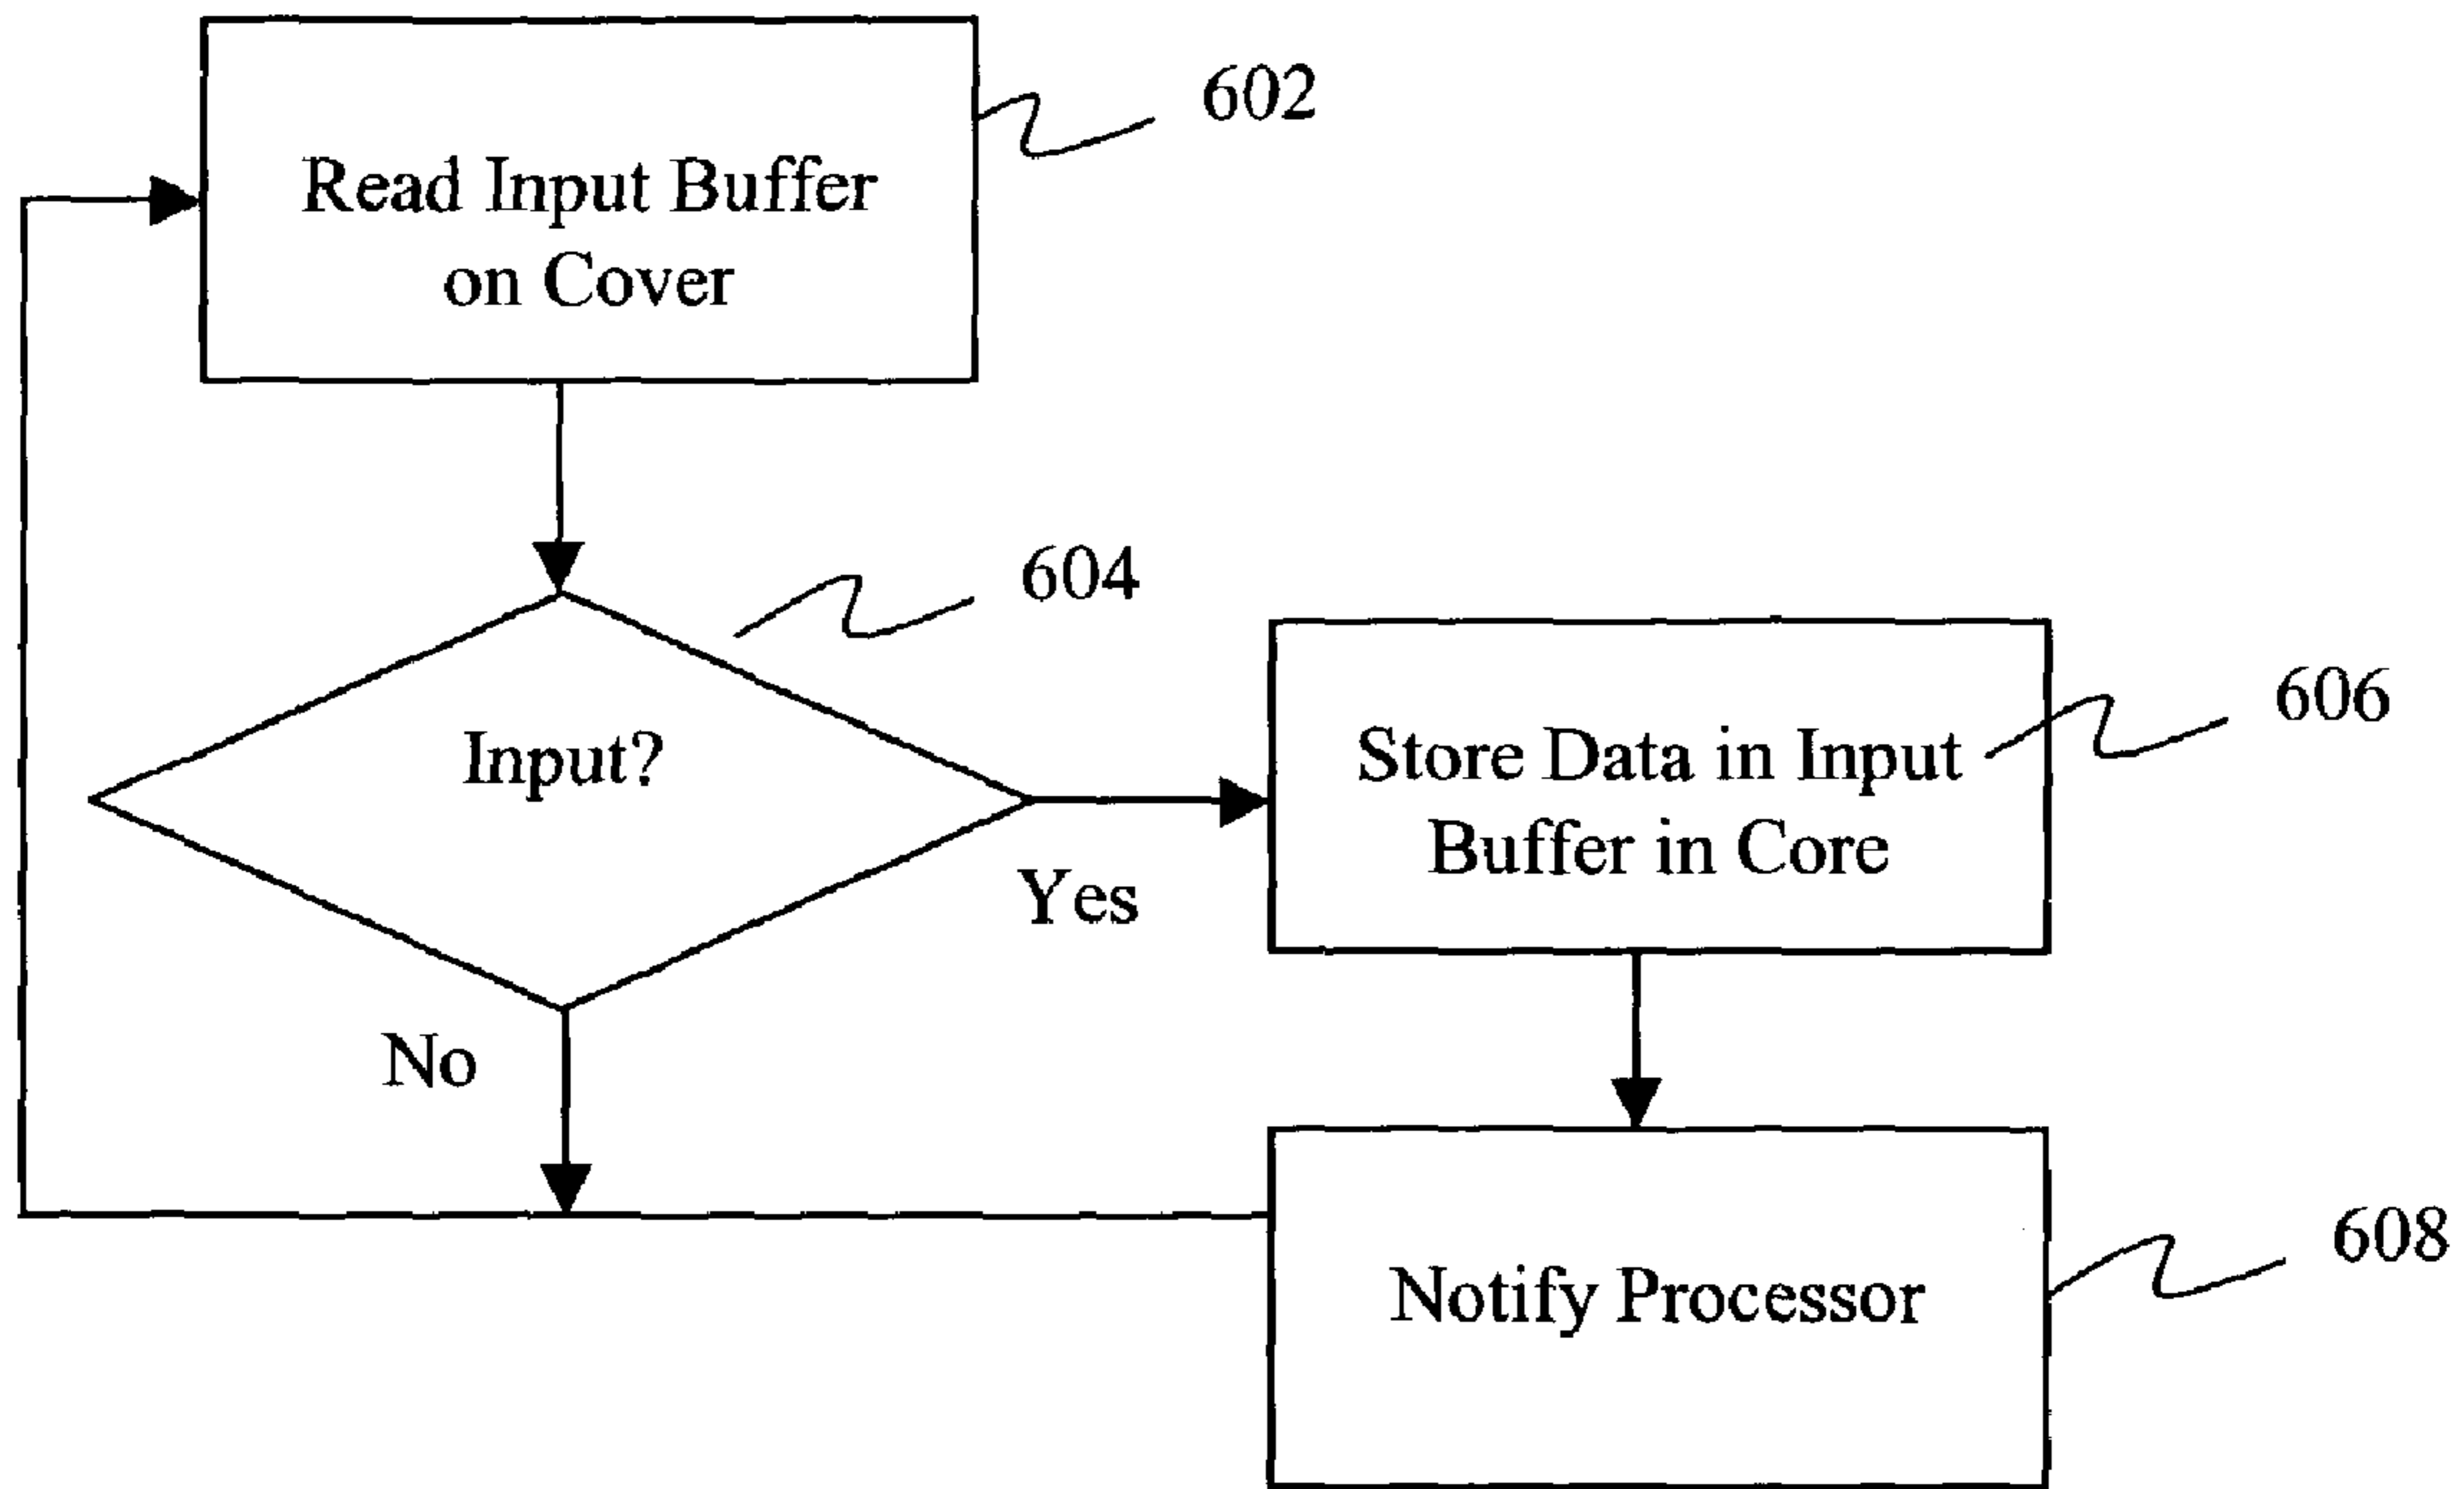 602
Read Input Buffer
on Cover
604
Input?
606
Store Data in Input
Buffer in Core
Yes
No
608
Notify Processor